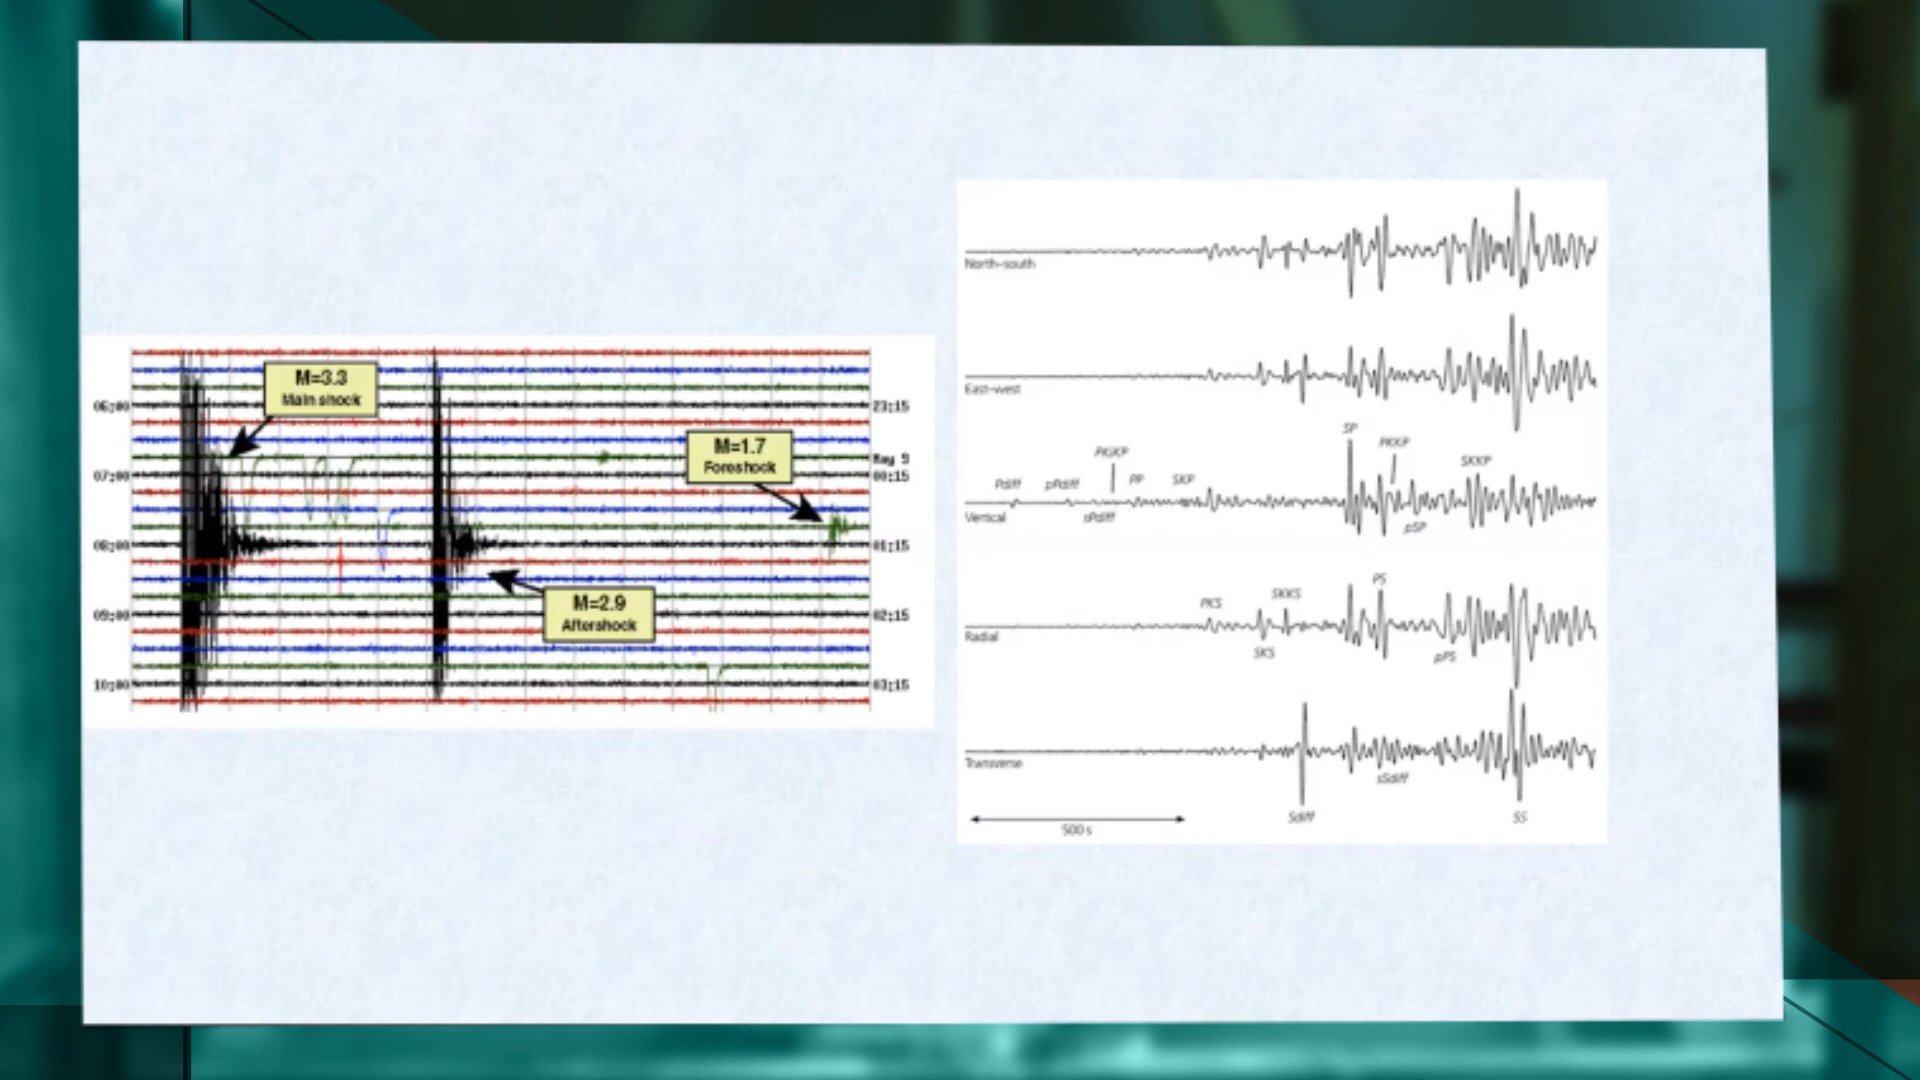 M=3.3
Main shock
06:00
23:15
M=1.7
Foreshock
May 9
07:00
00:15
08:00
01:15
M=2.9
Aftershock
09:00
02:15
10:00
03:15
North-south
East-west
SP
PKKP
PKiKP
SKKP
Pdiff
pPdiff
PP
SKP
Vertical
sPdiff
pSP
PS
SKKS
PKS
Radial
SKS
pPS
Transverse
sSdiff
Sdiff
SS
500 s